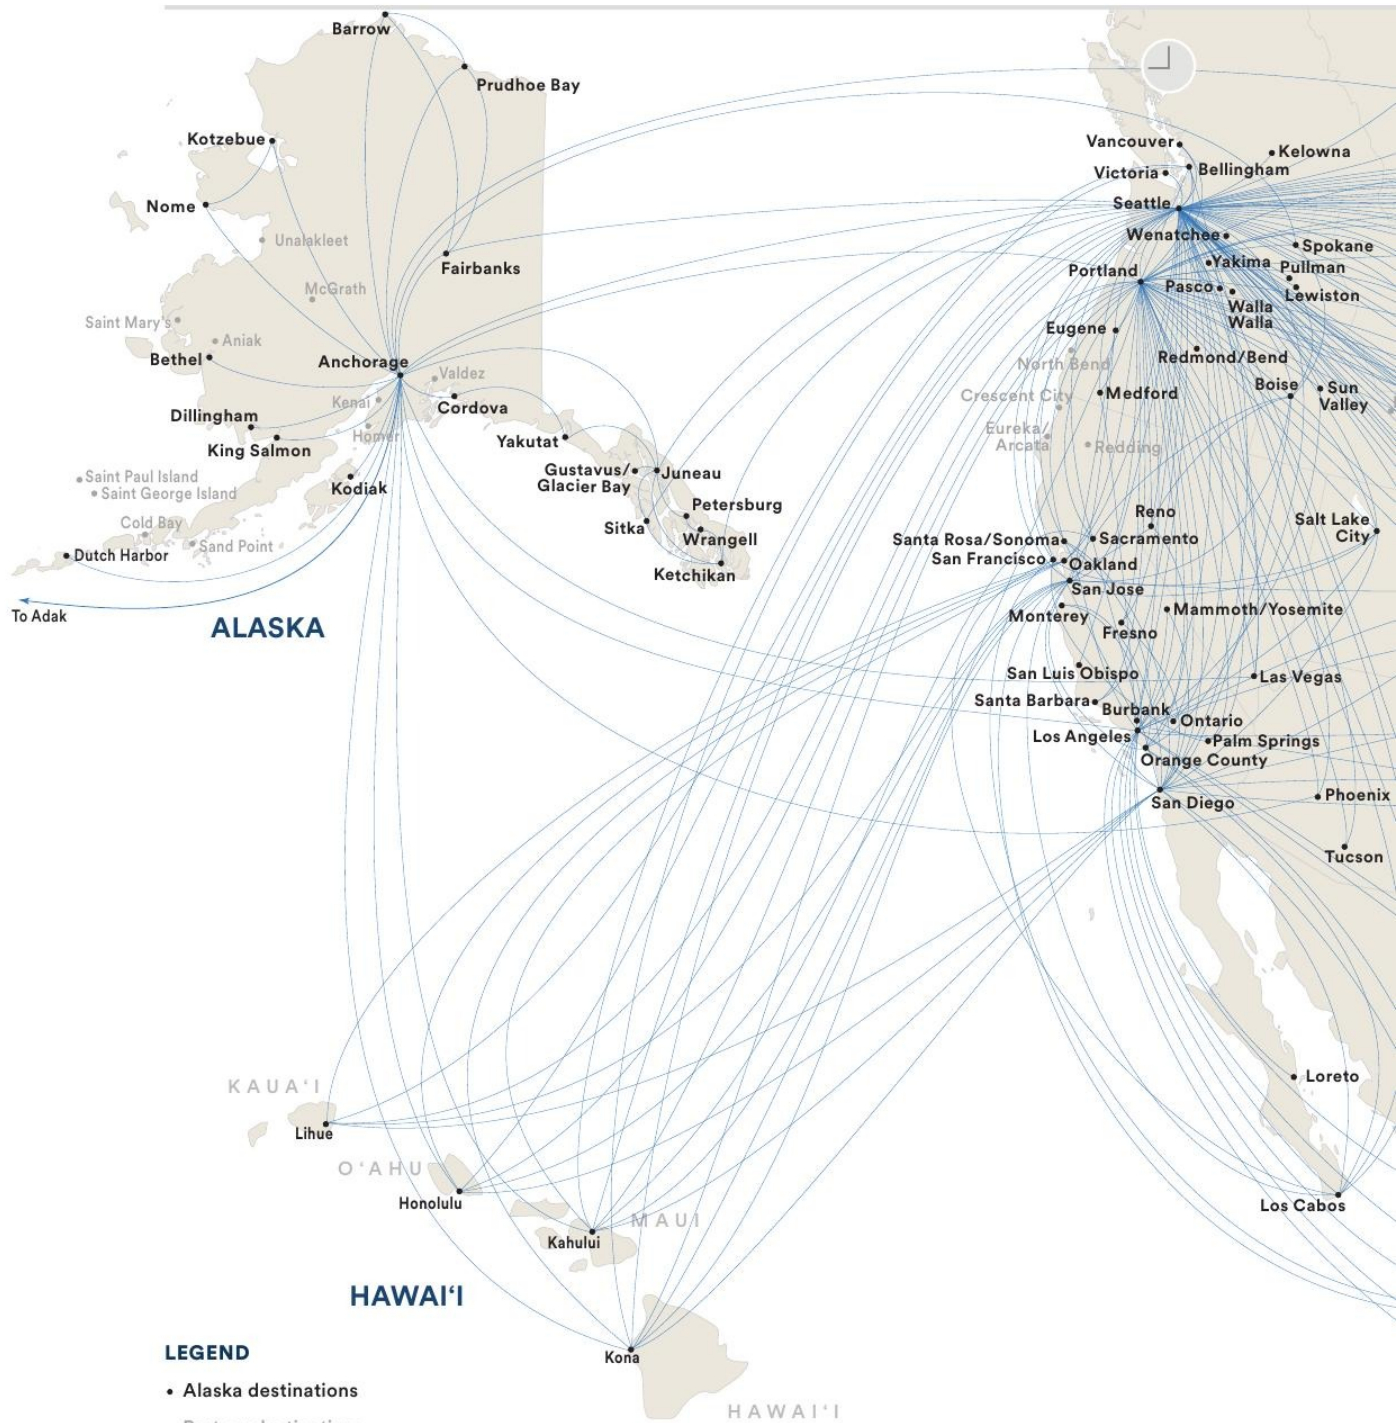 Barrow
Prudhoe Bay
Kotzebue
Nome
Unalakleet
Fairbanks
McGrath
Saint Mary's
Aniak
Bethel
Anchorage
Valdez
Kenai
Cordova
Dillingham
Homer
King Salmon
Yakutat
Saint Paul Island
Saint George Island
Kodiak
Gustavus/
Glacier Bay
Juneau
Petersburg
Cold Bay
Sitka
Wrangell
Sand Point
Dutch Harbor
Ketchikan
To Adak
ALASKA
Vancouver
Kelowna
Victoria
Bellingham
Seattle
Wenatchee
Spokane
Yakima
Pullman
Portland
Pasco
Lewiston
Walla
Walla
Eugene
North Bend
Redmond/Bend
Boise
Sun
Valley
Crescent City
Medford
Eureka/
Arcata
Redding
Reno
Salt Lake
City
Santa Rosa/Sonoma
Sacramento
San Francisco
Oakland
San Jose
Monterey
Mammoth/Yosemite
Fresno
San Luis Obispo
Las Vegas
Santa Barbara
Burbank
Ontario
Los Angeles
Palm Springs
Orange County
San Diego
Phoenix
Tucson
Loreto
Los Cabos
KAUA‘I
Lihue
O‘AHU
Honolulu
MAUI
Kahului
HAWAI‘I
Kona
HAWAI‘I
LEGEND
• Alaska destinations